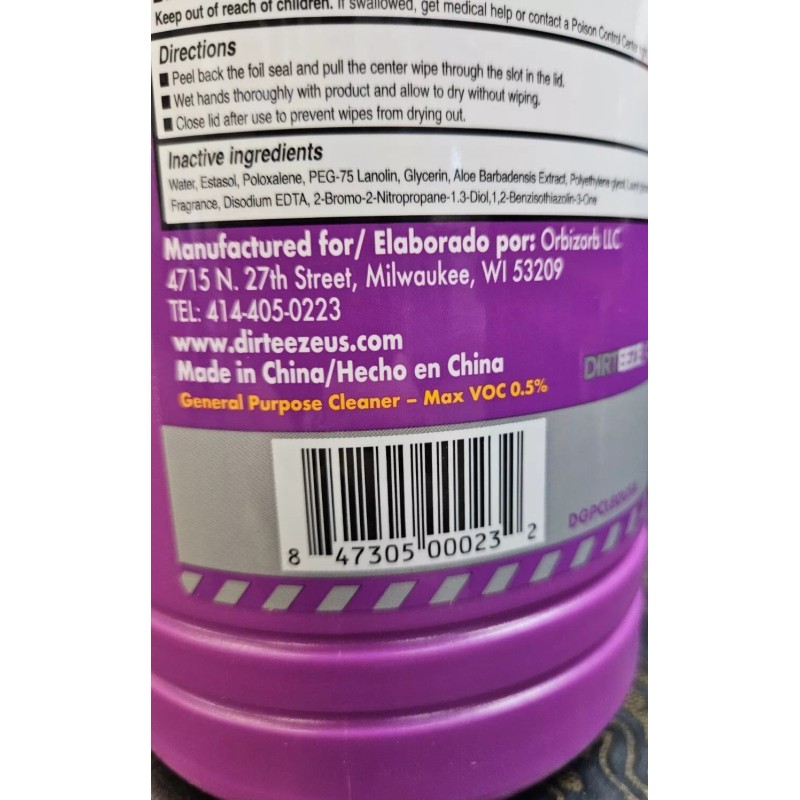 Keep out of reach of children. If swallowed, get medical help or contact a Poison Control Center
Directions
■ Peel back the foil seal and pull the center wipe through the slot in the lid.
■ Wet hands thoroughly with product and allow to dry without wiping.
■ Close lid after use to prevent wipes from drying out.
Inactive ingredients
Water, Estasol, Poloxalene, PEG-75 Lanolin, Glycerin, Aloe Barbadensis Extract, Polyethylene glycol
Fragrance, Disodium EDTA, 2-Bromo-2-Nitropropane-1.3-Diol,1,2-Benzisothiazolin-3-One
Manufactured for/ Elaborado por: Orbizorb LLC
4715 N. 27th Street, Milwaukee, WI 53209
TEL: 414-405-0223
www.dirteezeus.com
Made in China/Hecho en China
DIRTEEZE
General Purpose Cleaner – Max VOC 0.5%
8 47305 00023 2